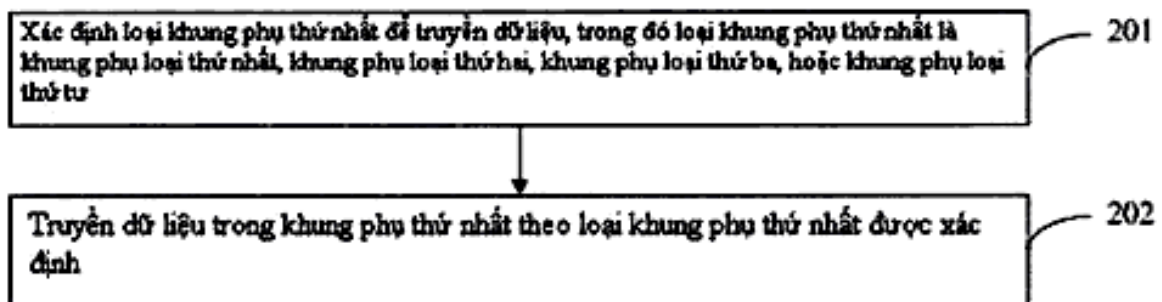 Xác định loại khung phụ thứ nhất để truyền dữ liệu, trong đó loại khung phụ thứ nhất là
khung phụ loại thứ nhất, khung phụ loại thứ hai, khung phụ loại thứ ba, hoặc khung phụ loại
thứ tư
201
Truyền dữ liệu trong khung phụ thứ nhất theo loại khung phụ thứ nhất được xác
định
202